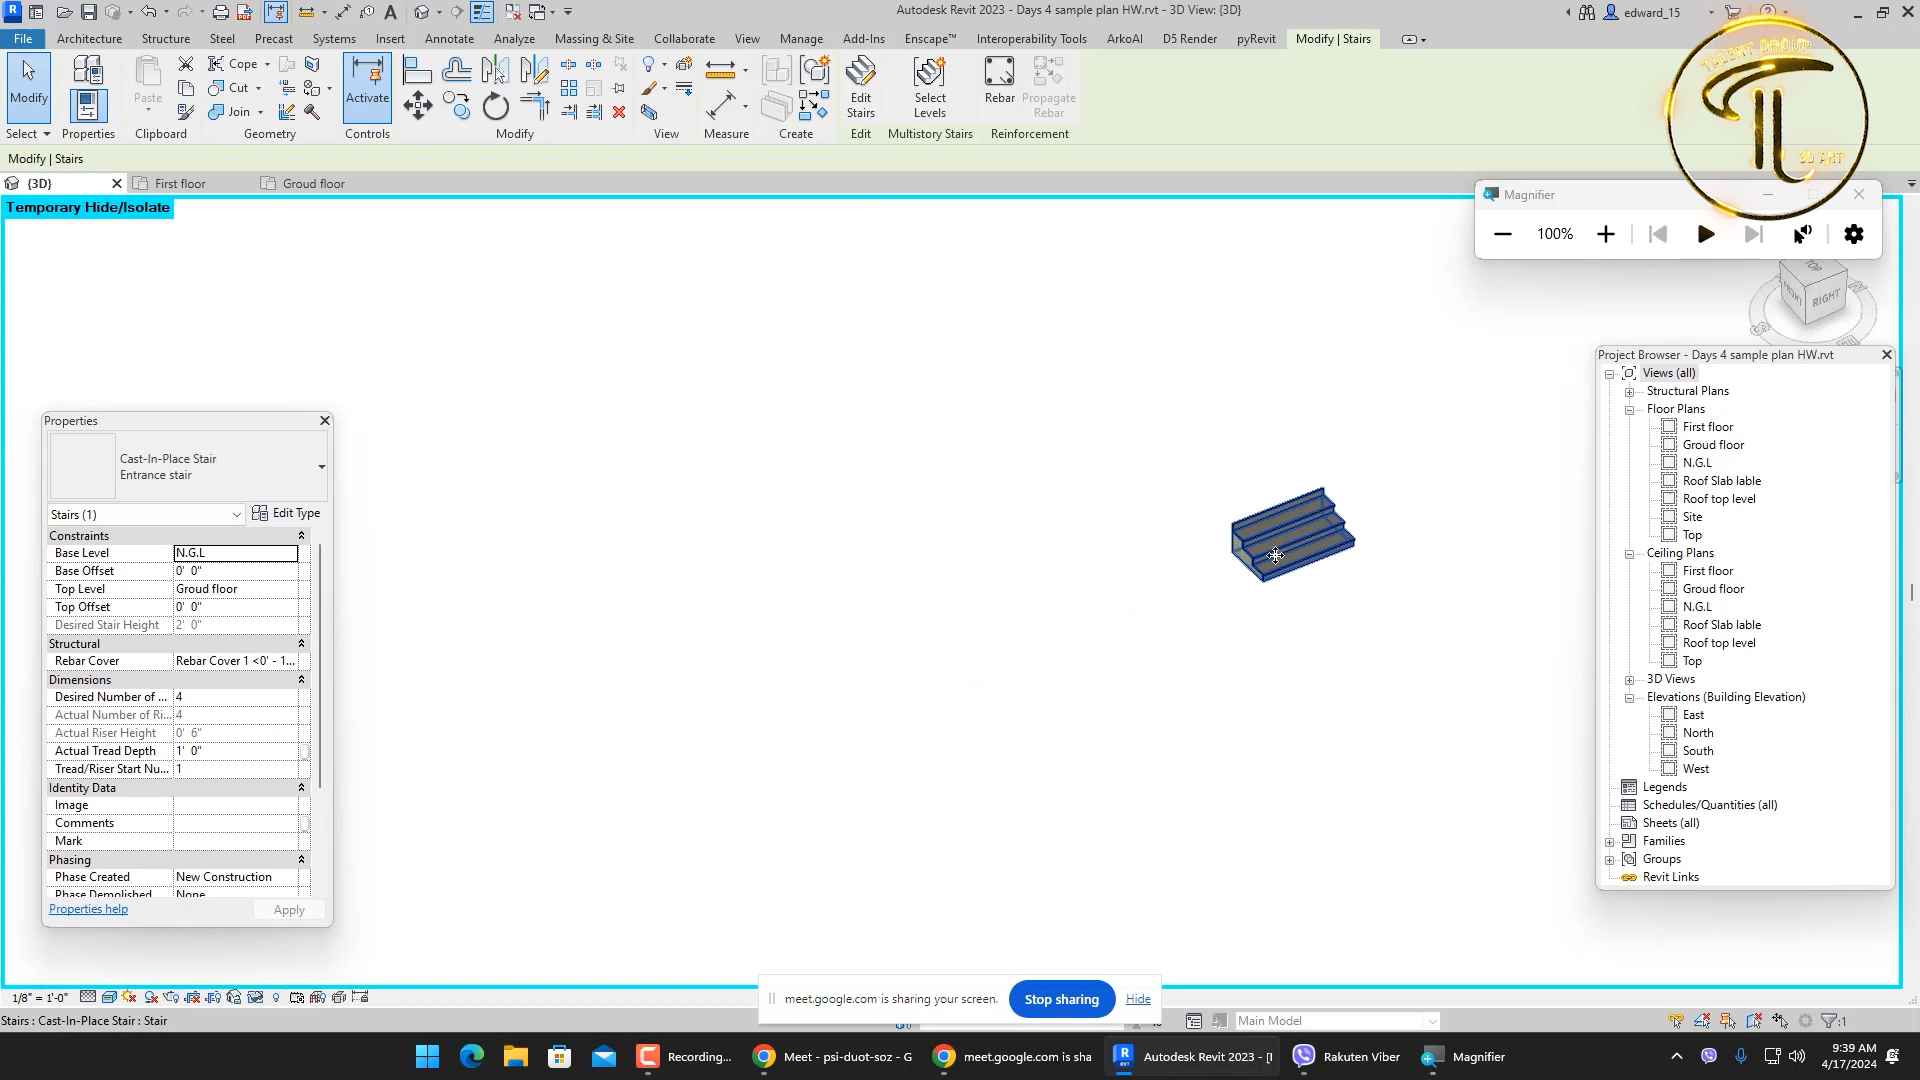 Autodesk Revit 2023 - Days 4 sample plan HW.rvt - 3D View: {3D}
edward_15
File Architecture Structure Steel Precast Systems Insert Annotate Analyze Massing & Site Collaborate View Manage Add-Ins Enscape™ Interoperability Tools ArkoAI D5 Render pyRevit Modify | Stairs
Modify
Paste
Cope
Cut
Join
Activate
Edit Stairs
Select Levels
Rebar
Propagate Rebar
Select Properties Clipboard Geometry Controls Modify View Measure Create Edit Multistory Stairs Reinforcement
TALENT GROUP
3D ART
Modify | Stairs
{3D} First floor Groud floor
Temporary Hide/Isolate
Magnifier
100%
TOP
FRONT
RIGHT
Properties
Cast-In-Place Stair
Entrance stair
Stairs (1) Edit Type
Constraints
Base Level N.G.L
Base Offset 0' 0"
Top Level Groud floor
Top Offset 0' 0"
Desired Stair Height 2' 0"
Structural
Rebar Cover Rebar Cover 1 <0' - 1...
Dimensions
Desired Number of ... 4
Actual Number of Ri... 4
Actual Riser Height 0' 6"
Actual Tread Depth 1' 0"
Tread/Riser Start Nu... 1
Identity Data
Image
Comments
Mark
Phasing
Phase Created New Construction
Phase Demolished None
Properties help Apply
Project Browser - Days 4 sample plan HW.rvt
Views (all)
Structural Plans
Floor Plans
First floor
Groud floor
N.G.L
Roof Slab lable
Roof top level
Site
Top
Ceiling Plans
First floor
Groud floor
N.G.L
Roof Slab lable
Roof top level
Top
3D Views
Elevations (Building Elevation)
East
North
South
West
Legends
Schedules/Quantities (all)
Sheets (all)
Families
Groups
Revit Links
1/8" = 1'-0"
meet.google.com is sharing your screen. Stop sharing Hide
Stairs : Cast-In-Place Stair : Stair
Main Model
:1
Recording...
Meet - psi-duot-soz - G
meet.google.com is sha
Autodesk Revit 2023 - [
Rakuten Viber
Magnifier
9:39 AM
4/17/2024